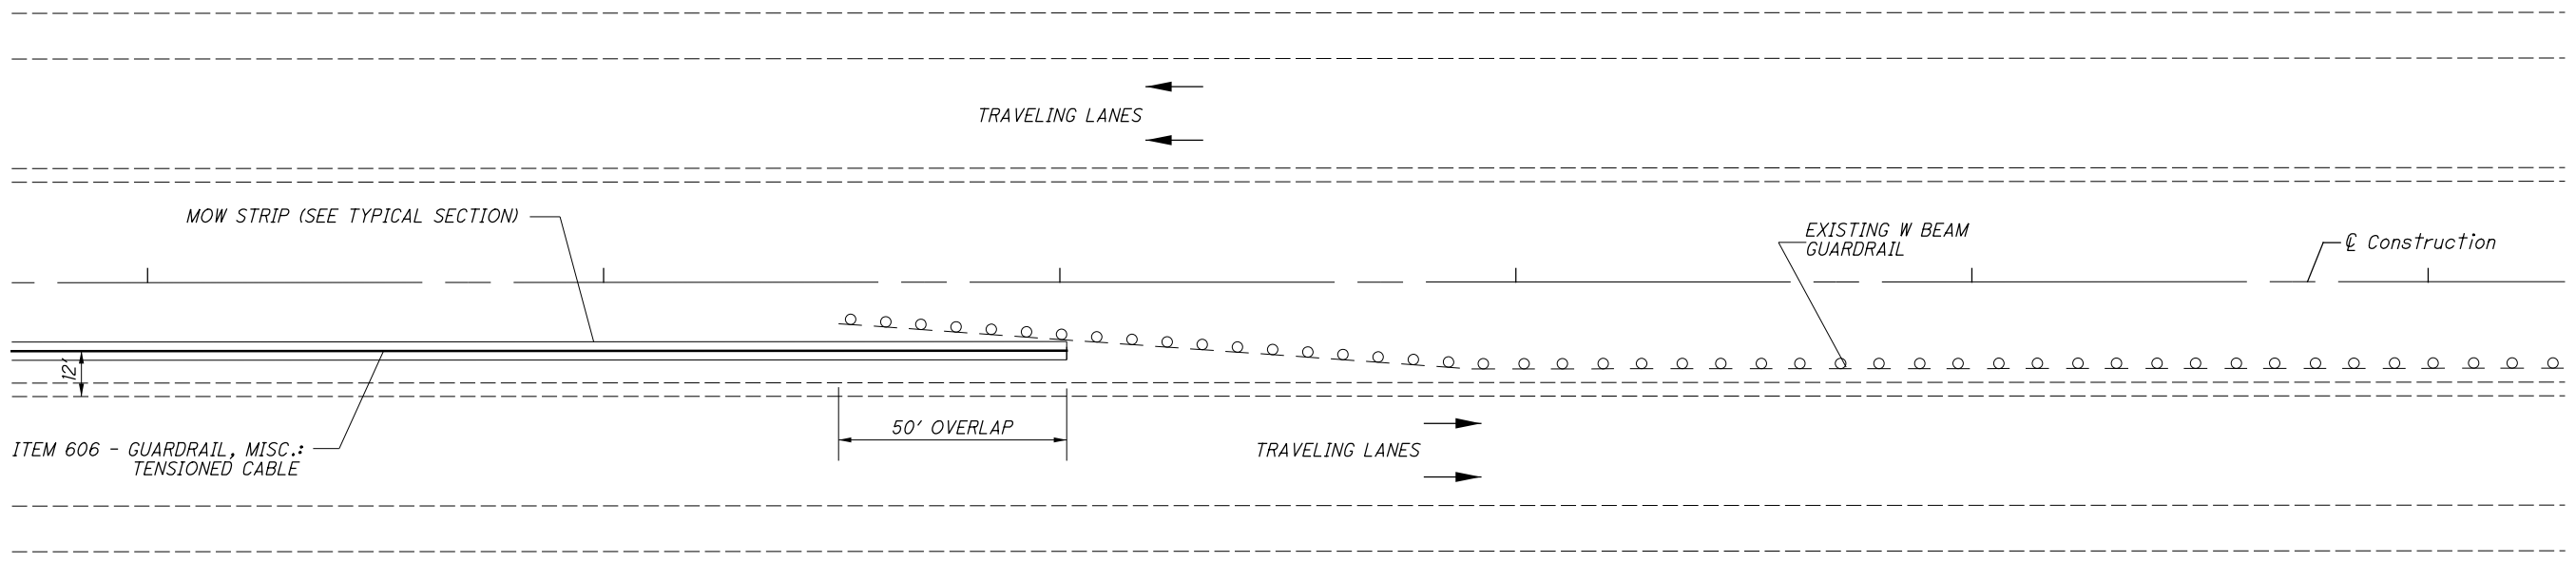 TRAVELING LANES
MOW STRIP (SEE TYPICAL SECTION)
EXISTING W BEAM
GUARDRAIL
℄ Construction
12'
50' OVERLAP
ITEM 606 - GUARDRAIL, MISC.:
TENSIONED CABLE
TRAVELING LANES